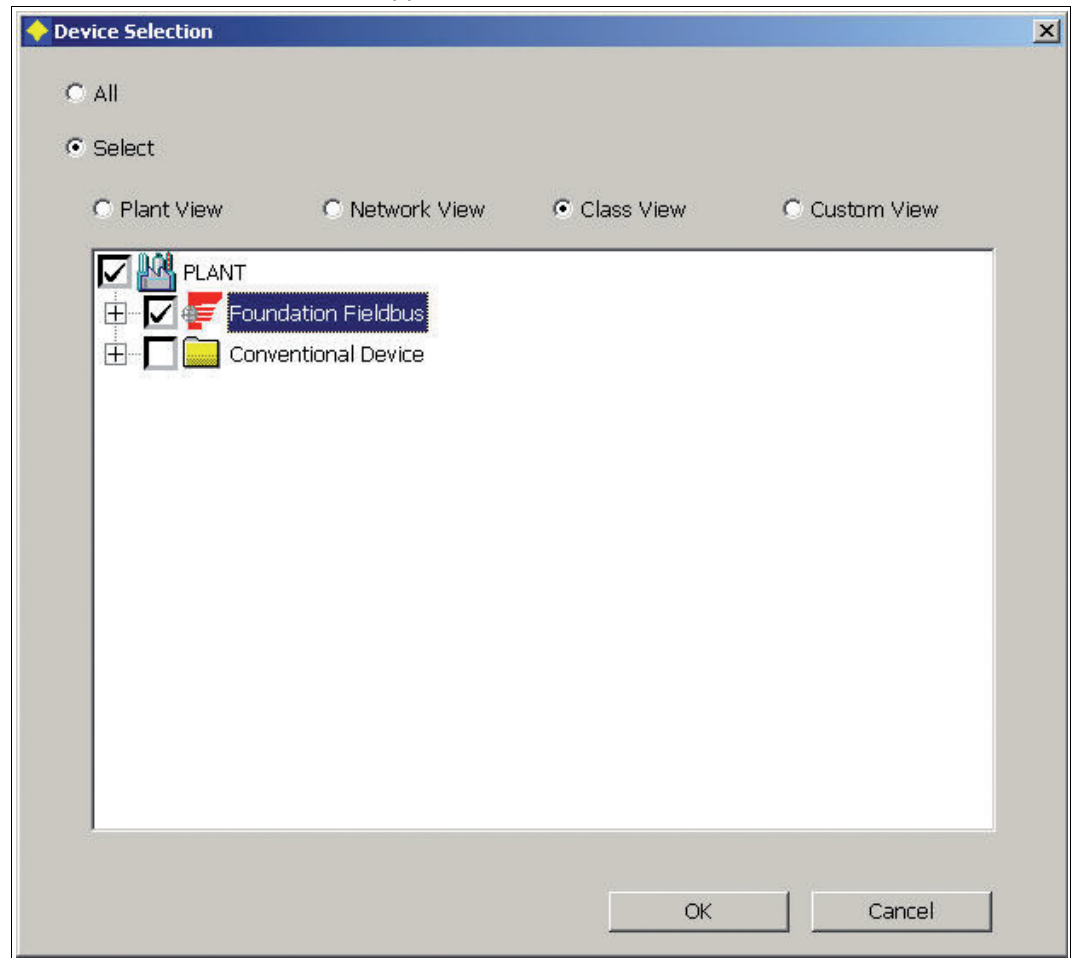 Device Selection
All
Select
Plant View Network View Class View Custom View
PLANT
Foundation Fieldbus
Conventional Device
OK Cancel